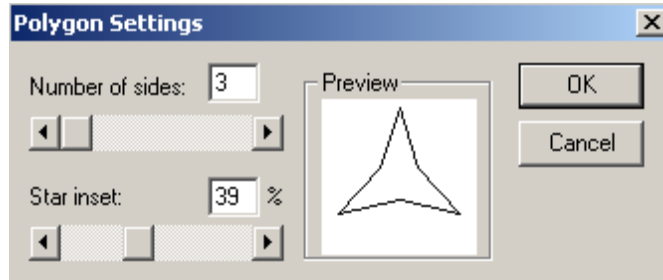 Polygon Settings
Number of sides: 3
Star inset: 39 %
Preview
OK
Cancel